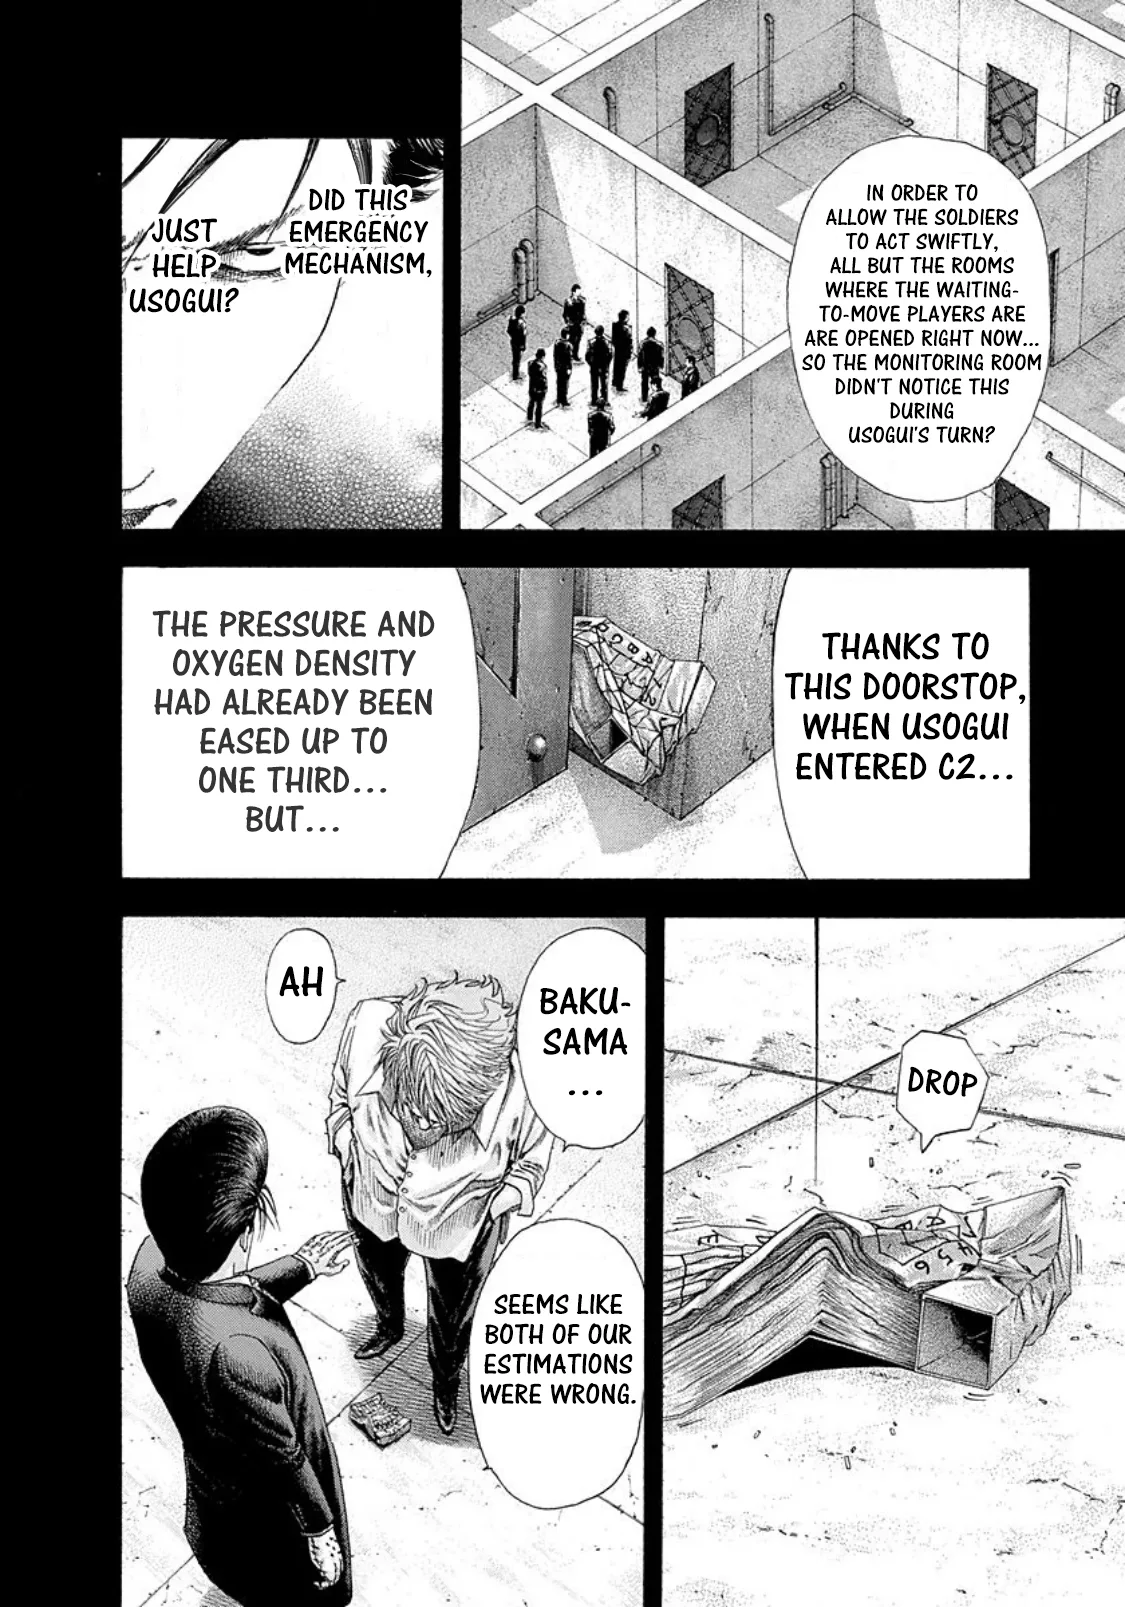 IN ORDER TO
ALLOW THE SOLDIERS
TO ACT SWIFTLY,
ALL BUT THE ROOMS
WHERE THE WAITING-
TO-MOVE PLAYERS ARE
ARE OPENED RIGHT NOW...
SO THE MONITORING ROOM
DIDN'T NOTICE THIS
DURING
USOGUI'S TURN?
DID THIS
EMERGENCY
MECHANISM,
JUST
HELP
USOGUI?
THANKS TO
THIS DOORSTOP,
WHEN USOGUI
ENTERED C2...
THE PRESSURE AND
OXYGEN DENSITY
HAD ALREADY BEEN
EASED UP TO
ONE THIRD...
BUT...
DROP
BAKU-
SAMA
...
AH
SEEMS LIKE
BOTH OF OUR
ESTIMATIONS
WERE WRONG.